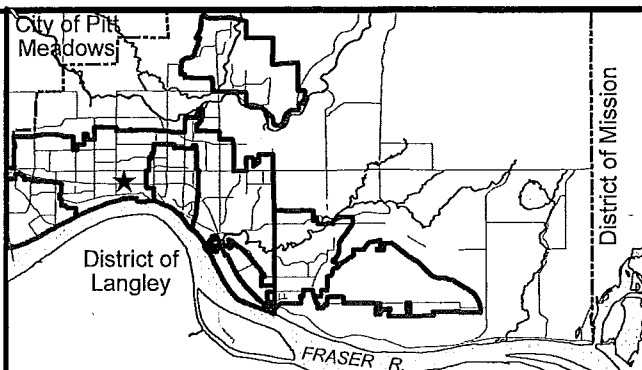 City of Pitt
Meadows
District of Mission
District of
Langley
FRASER R.